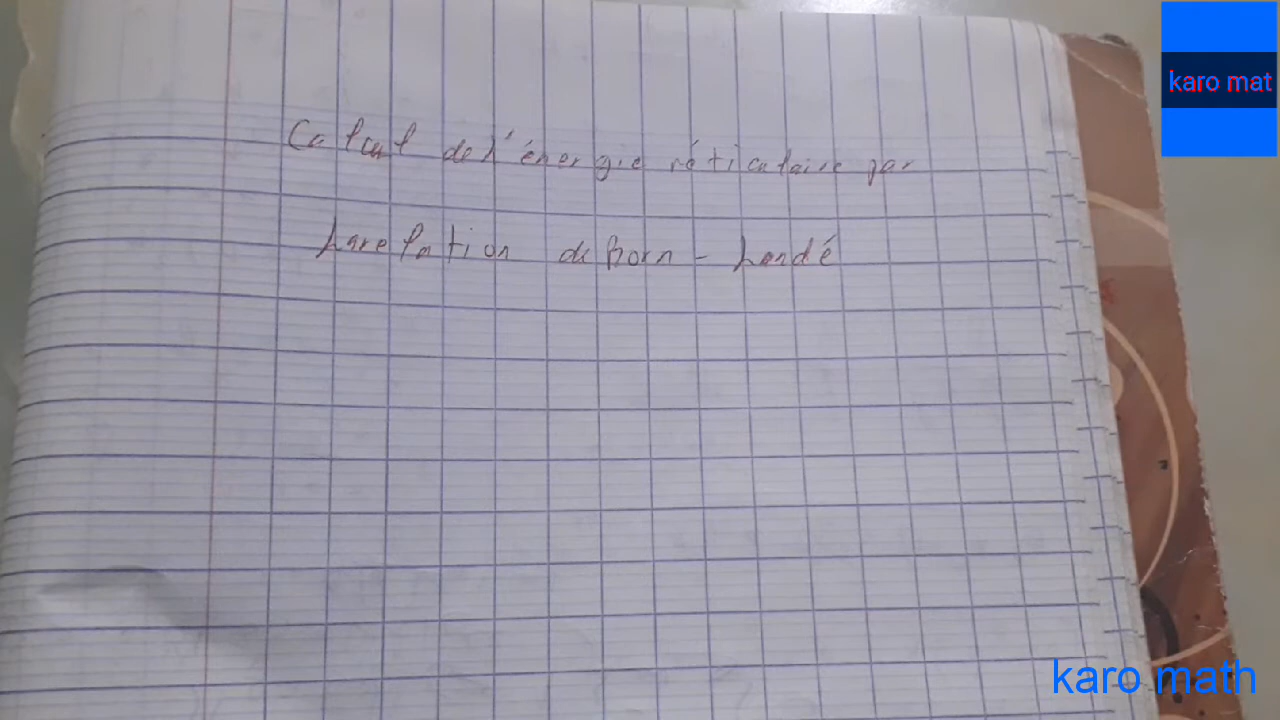 karo mat
Calcul de l'énergie réticulaire par
la relation de Born - Landé
karo math